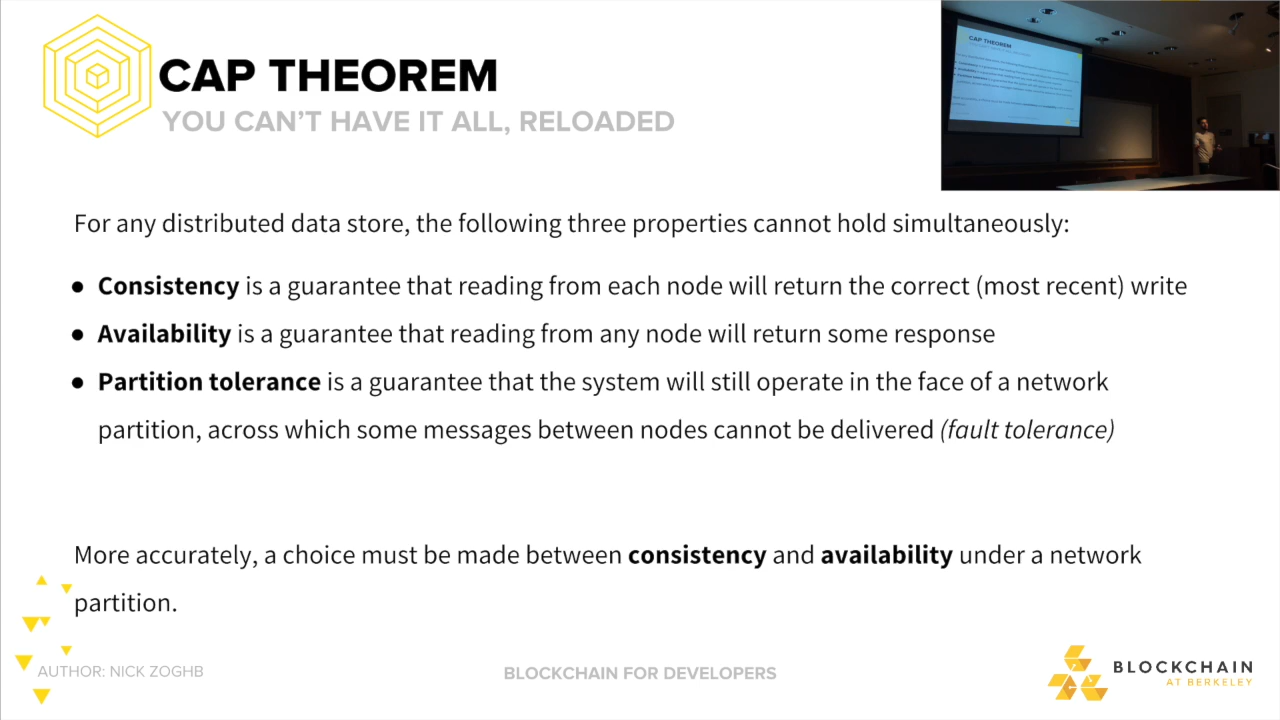 CAP THEOREM
YOU CAN'T HAVE IT ALL, RELOADED
CAP THEOREM
For any distributed data store, the following three properties cannot hold simultaneously:
● Consistency is a guarantee that reading from each node will return the correct (most recent) write
● Availability is a guarantee that reading from any node will return some response
● Partition tolerance is a guarantee that the system will still operate in the face of a network
partition, across which some messages between nodes cannot be delivered (fault tolerance)
More accurately, a choice must be made between consistency and availability under a network
partition.
AUTHOR: NICK ZOGHB
BLOCKCHAIN FOR DEVELOPERS
BLOCKCHAIN
AT BERKELEY